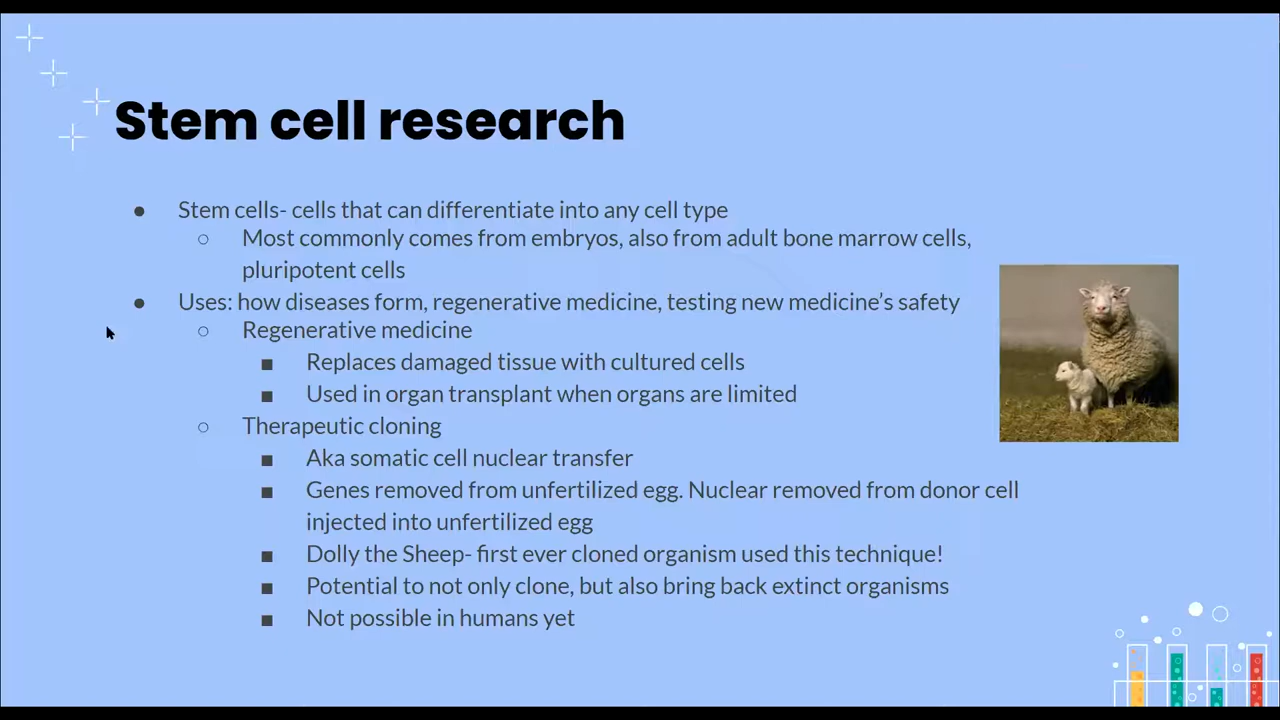 Stem cell research
● Stem cells- cells that can differentiate into any cell type
○ Most commonly comes from embryos, also from adult bone marrow cells,
pluripotent cells
● Uses: how diseases form, regenerative medicine, testing new medicine's safety
○ Regenerative medicine
■ Replaces damaged tissue with cultured cells
■ Used in organ transplant when organs are limited
○ Therapeutic cloning
■ Aka somatic cell nuclear transfer
■ Genes removed from unfertilized egg. Nuclear removed from donor cell
injected into unfertilized egg
■ Dolly the Sheep- first ever cloned organism used this technique!
■ Potential to not only clone, but also bring back extinct organisms
■ Not possible in humans yet